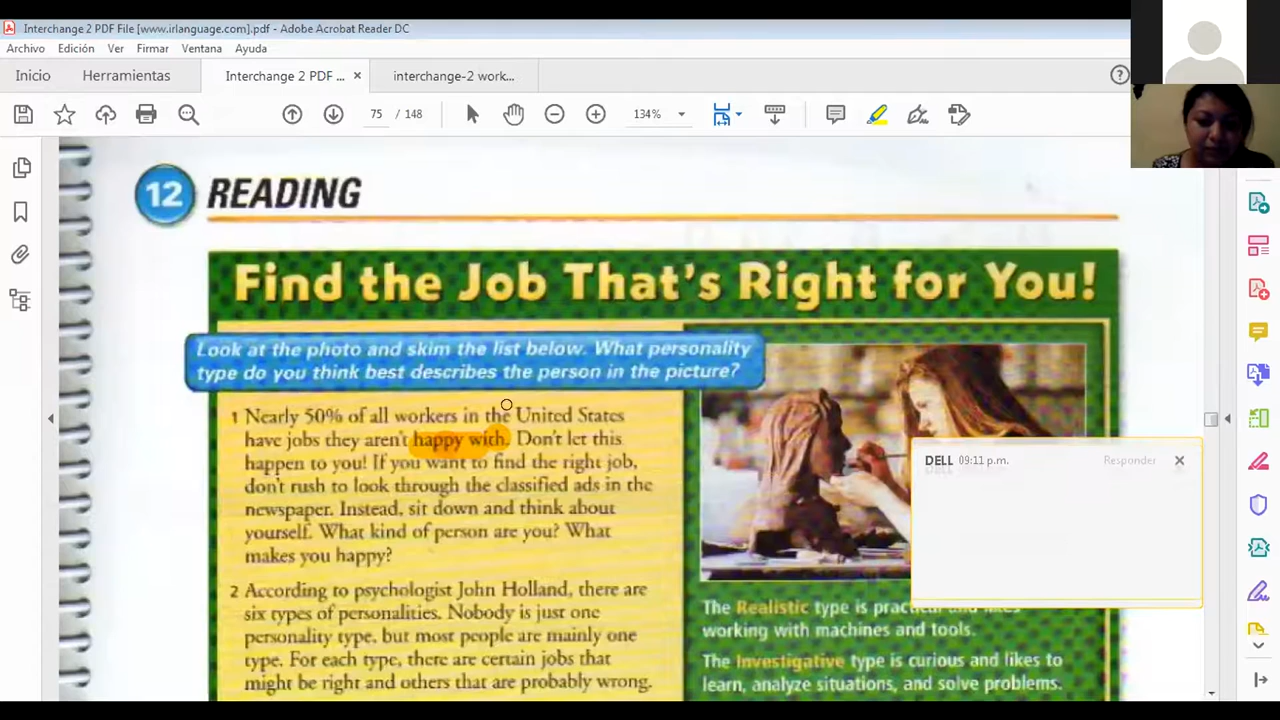 Interchange 2 PDF File [www.irlanguage.com].pdf - Adobe Acrobat Reader DC
Archivo Edición Ver Firmar Ventana Ayuda
Inicio Herramientas Interchange 2 PDF ... × interchange-2 work...
75 / 148 134%
12 READING
Find the Job That's Right for You!
Look at the photo and skim the list below. What personality
type do you think best describes the person in the picture?
1 Nearly 50% of all workers in the United States
have jobs they aren't happy with. Don't let this
happen to you! If you want to find the right job,
don't rush to look through the classified ads in the
newspaper. Instead, sit down and think about
yourself. What kind of person are you? What
makes you happy?
2 According to psychologist John Holland, there are
six types of personalities. Nobody is just one
personality type, but most people are mainly one
type. For each type, there are certain jobs that
might be right and others that are probably wrong.
DELL 09:11 p.m. Responder
The Realistic type is practical and likes
working with machines and tools.
The Investigative type is curious and likes to
learn, analyze situations, and solve problems.